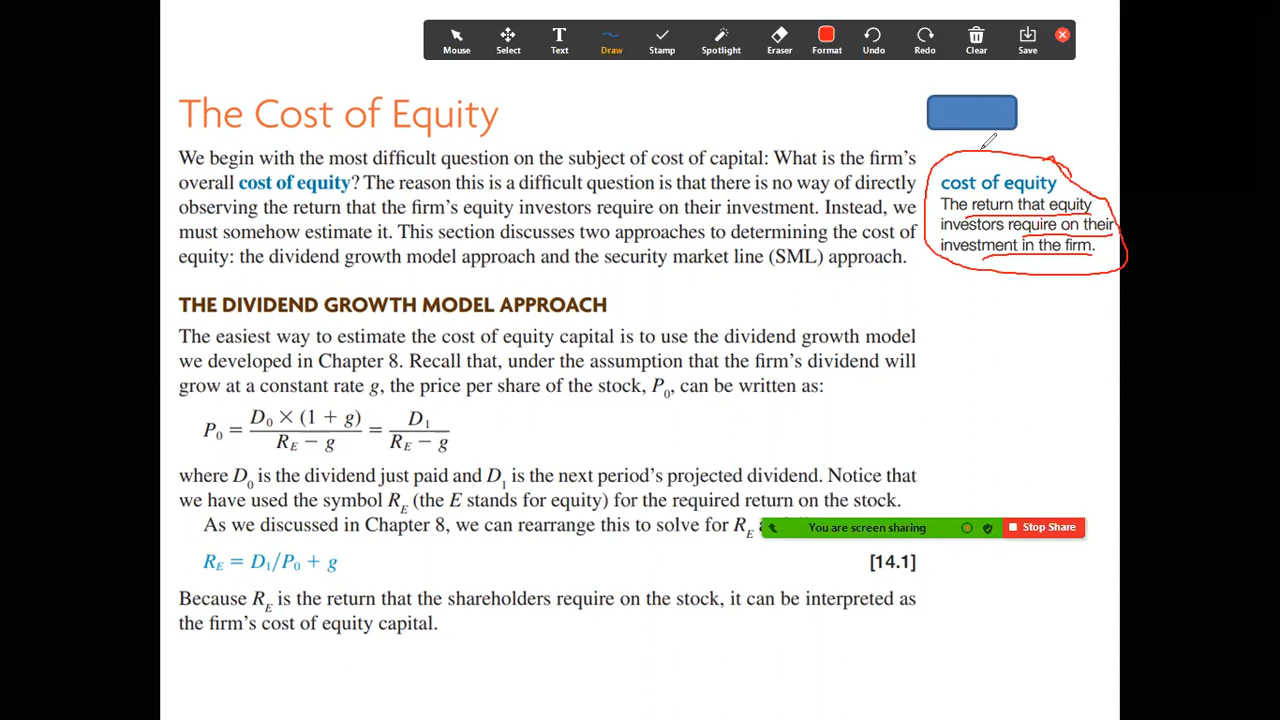 Mouse Select Text Draw Stamp Spotlight Eraser Format Undo Redo Clear Save
The Cost of Equity
We begin with the most difficult question on the subject of cost of capital: What is the firm's
overall cost of equity? The reason this is a difficult question is that there is no way of directly
observing the return that the firm's equity investors require on their investment. Instead, we
must somehow estimate it. This section discusses two approaches to determining the cost of
equity: the dividend growth model approach and the security market line (SML) approach.
cost of equity
The return that equity
investors require on their
investment in the firm.
THE DIVIDEND GROWTH MODEL APPROACH
The easiest way to estimate the cost of equity capital is to use the dividend growth model
we developed in Chapter 8. Recall that, under the assumption that the firm's dividend will
grow at a constant rate g, the price per share of the stock, P₀, can be written as:
P₀ = D₀ × (1 + g) / (R_E − g) = D₁ / (R_E − g)
where D₀ is the dividend just paid and D₁ is the next period's projected dividend. Notice that
we have used the symbol R_E (the E stands for equity) for the required return on the stock.
As we discussed in Chapter 8, we can rearrange this to solve for R_E
You are screen sharing Stop Share
R_E = D₁/P₀ + g [14.1]
Because R_E is the return that the shareholders require on the stock, it can be interpreted as
the firm's cost of equity capital.